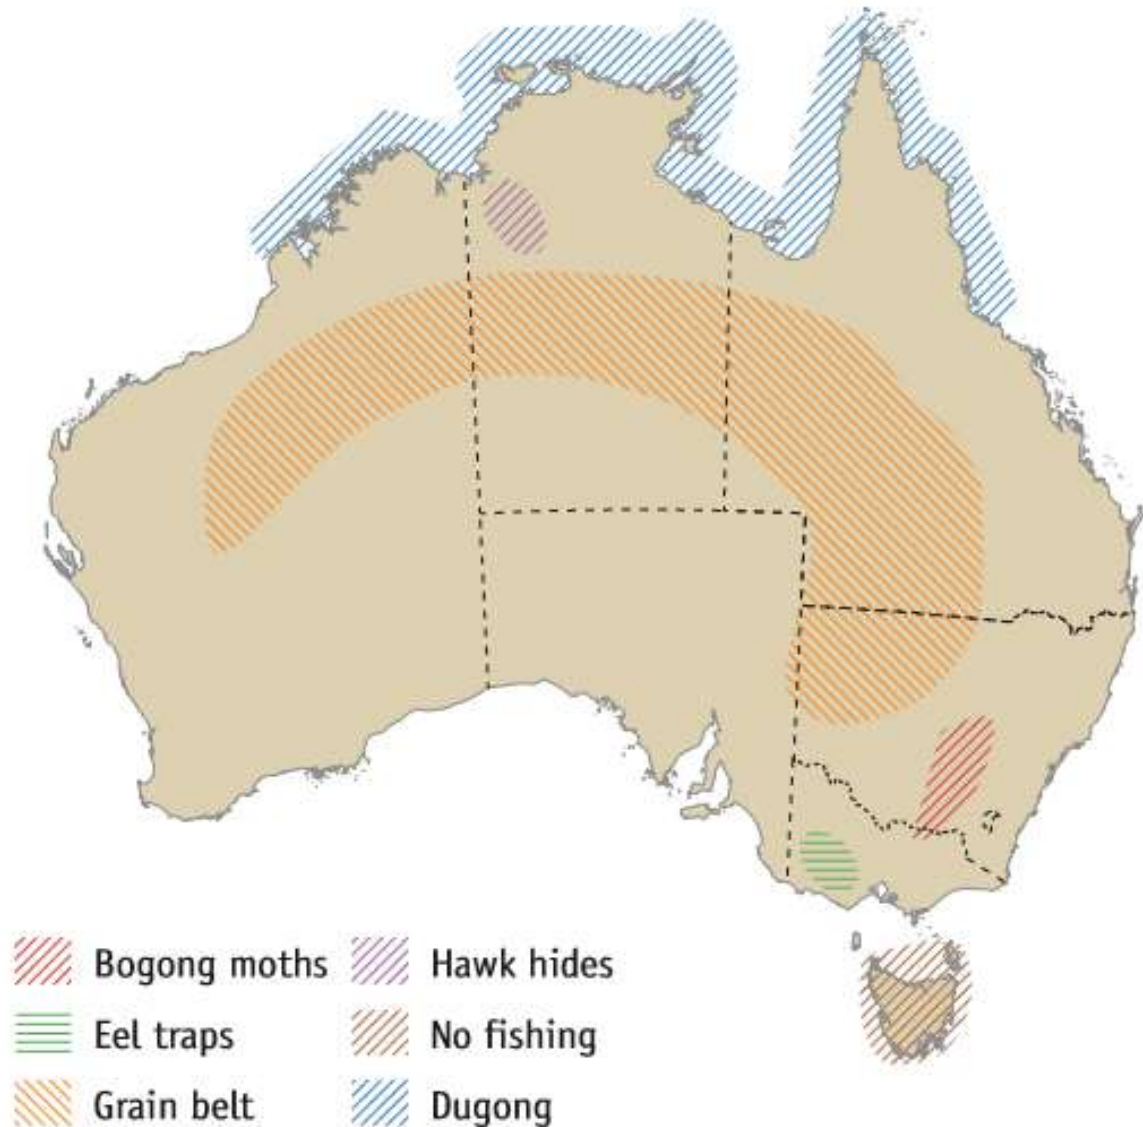 Bogong moths
Hawk hides
Eel traps
No fishing
Grain belt
Dugong